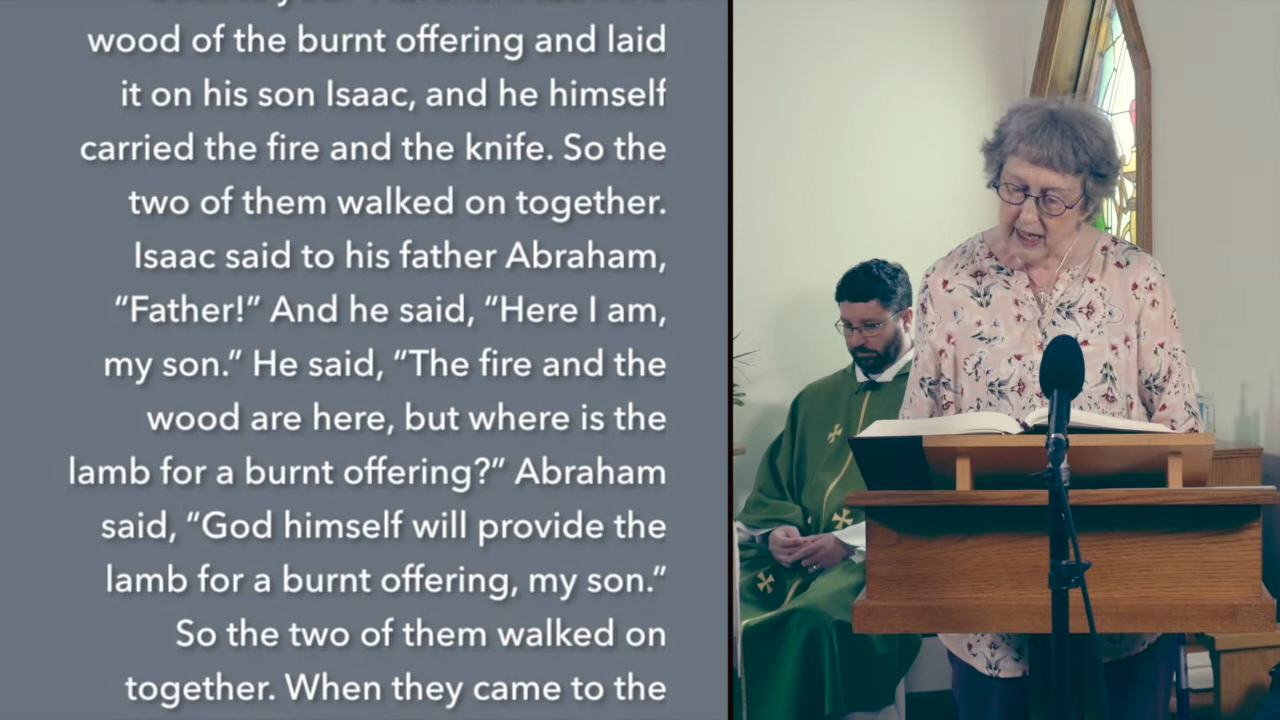 wood of the burnt offering and laid
it on his son Isaac, and he himself
carried the fire and the knife. So the
two of them walked on together.
Isaac said to his father Abraham,
“Father!” And he said, “Here I am,
my son.” He said, “The fire and the
wood are here, but where is the
lamb for a burnt offering?” Abraham
said, “God himself will provide the
lamb for a burnt offering, my son.”
So the two of them walked on
together. When they came to the